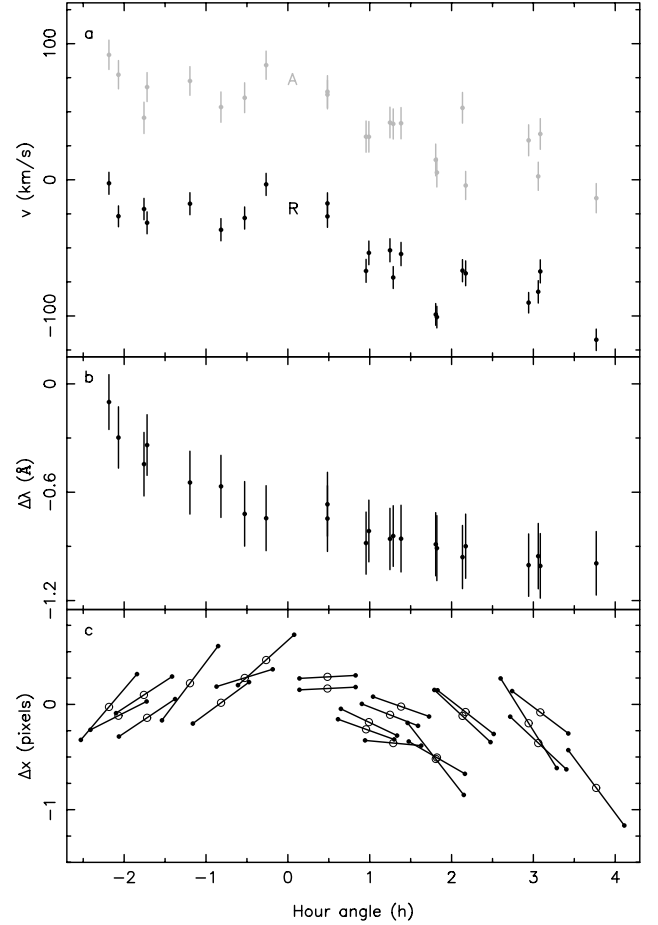 a
100
A
v (km/s)
0
R
−100
b
0
Δλ (Å)
−0.6
−1.2
c
Δx (pixels)
0
−1
−2 −1 0 1 2 3 4
Hour angle (h)